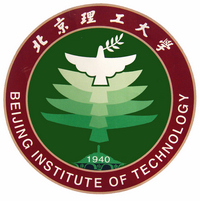 北京理工大学
1940
BEIJING INSTITUTE OF TECHNOLOGY